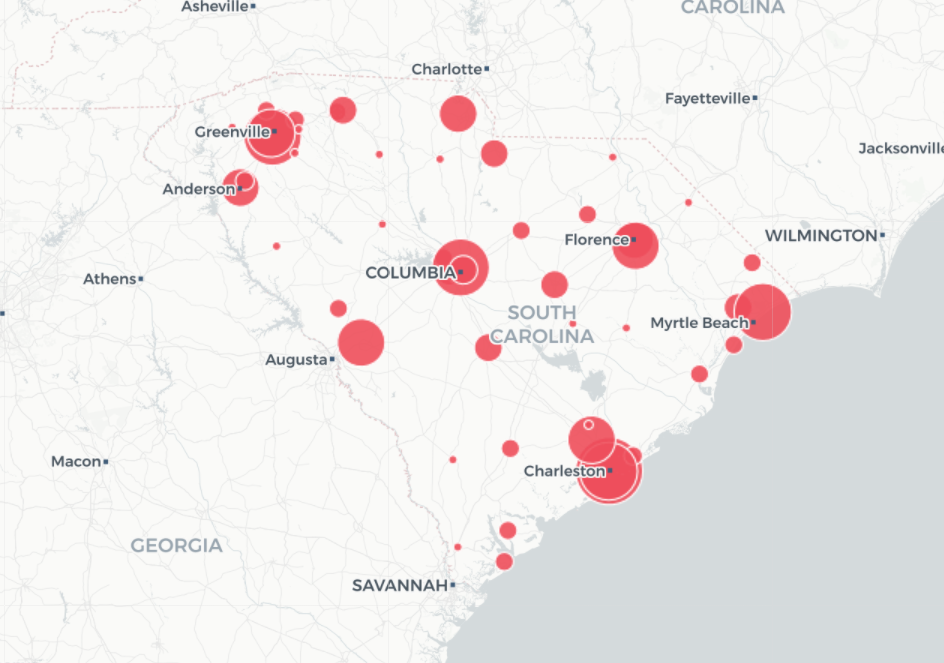 Asheville
CAROLINA
Charlotte
Fayetteville
Greenville
Jacksonville
Anderson
WILMINGTON
Florence
COLUMBIA
Athens
SOUTH
CAROLINA
Myrtle Beach
Augusta
Macon
Charleston
GEORGIA
SAVANNAH